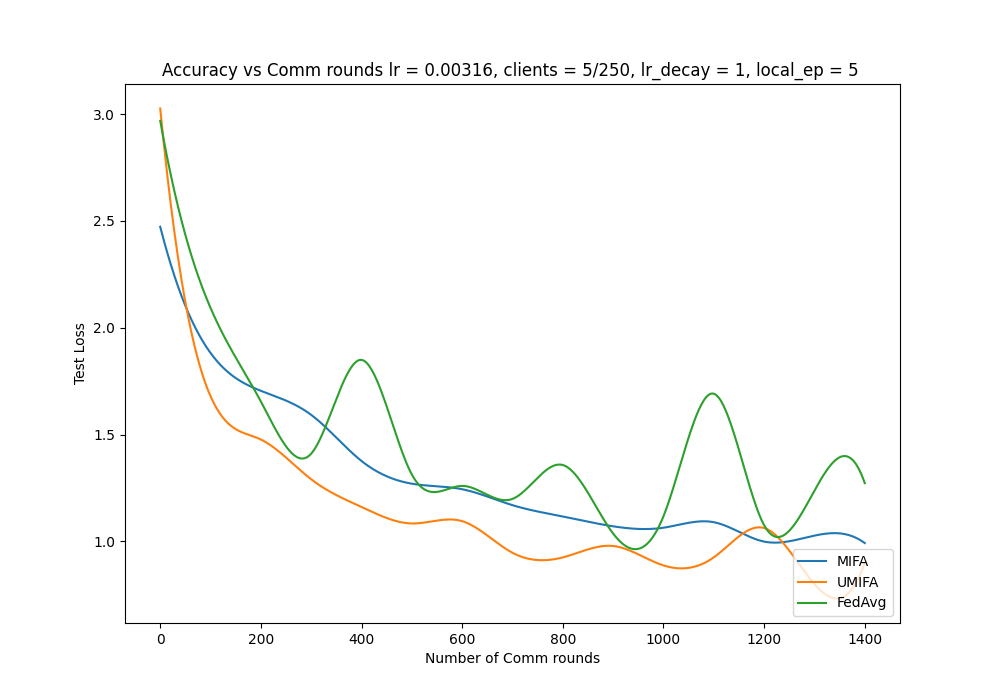 Accuracy vs Comm rounds lr = 0.00316, clients = 5/250, lr_decay = 1, local_ep = 5
3.0
2.5
2.0
1.5
1.0
Test Loss
MIFA
UMIFA
FedAvg
0 200 400 600 800 1000 1200 1400
Number of Comm rounds